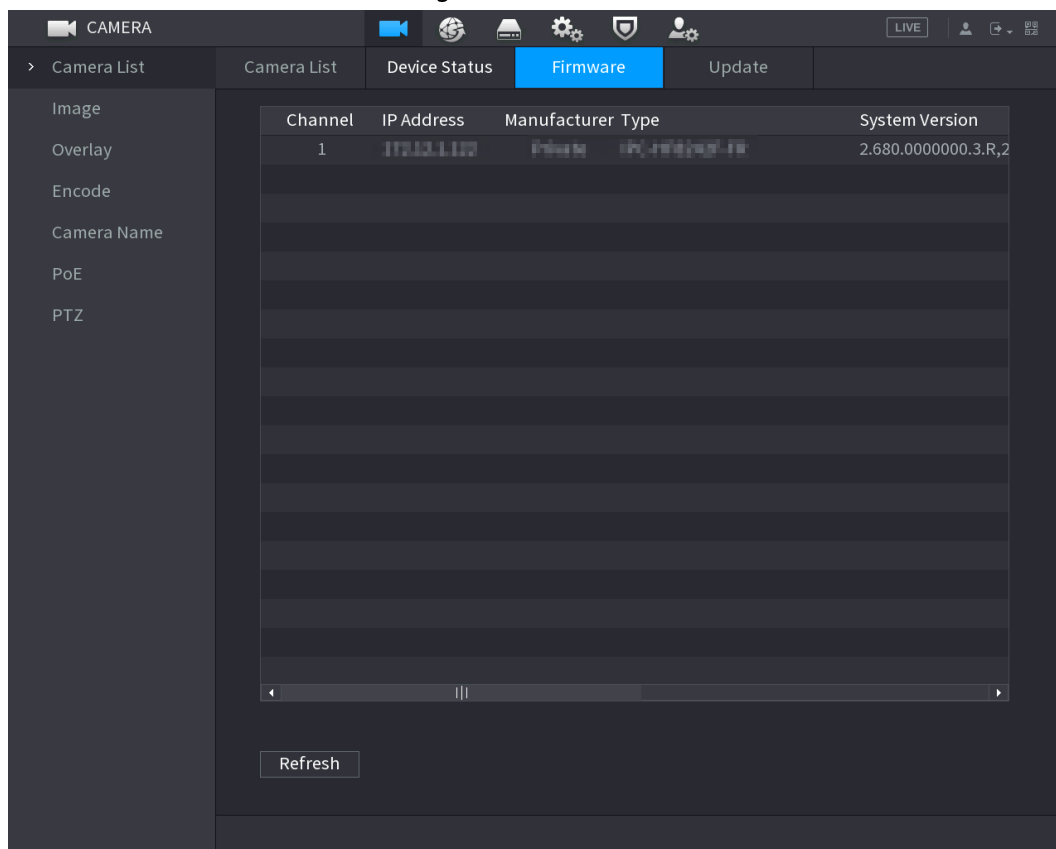 CAMERA
LIVE
Camera List
Camera List Device Status Firmware Update
Image
Overlay
Encode
Camera Name
PoE
PTZ
Channel IP Address Manufacturer Type System Version
1 2.680.0000000.3.R,2
Refresh